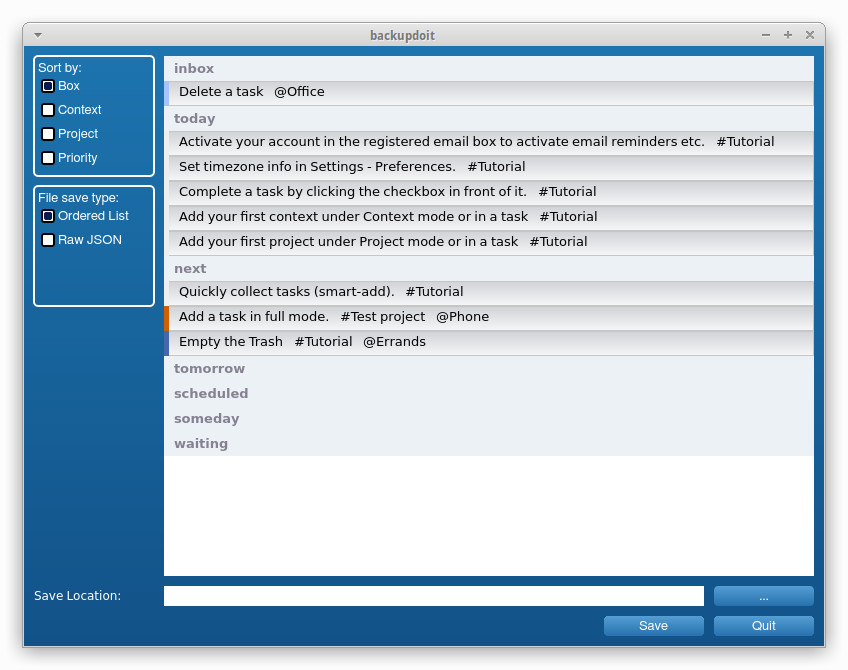 backupdoit
Sort by:
Box
Context
Project
Priority
File save type:
Ordered List
Raw JSON
inbox
Delete a task @Office
today
Activate your account in the registered email box to activate email reminders etc. #Tutorial
Set timezone info in Settings - Preferences. #Tutorial
Complete a task by clicking the checkbox in front of it. #Tutorial
Add your first context under Context mode or in a task #Tutorial
Add your first project under Project mode or in a task #Tutorial
next
Quickly collect tasks (smart-add). #Tutorial
Add a task in full mode. #Test project @Phone
Empty the Trash #Tutorial @Errands
tomorrow
scheduled
someday
waiting
Save Location:
...
Save
Quit